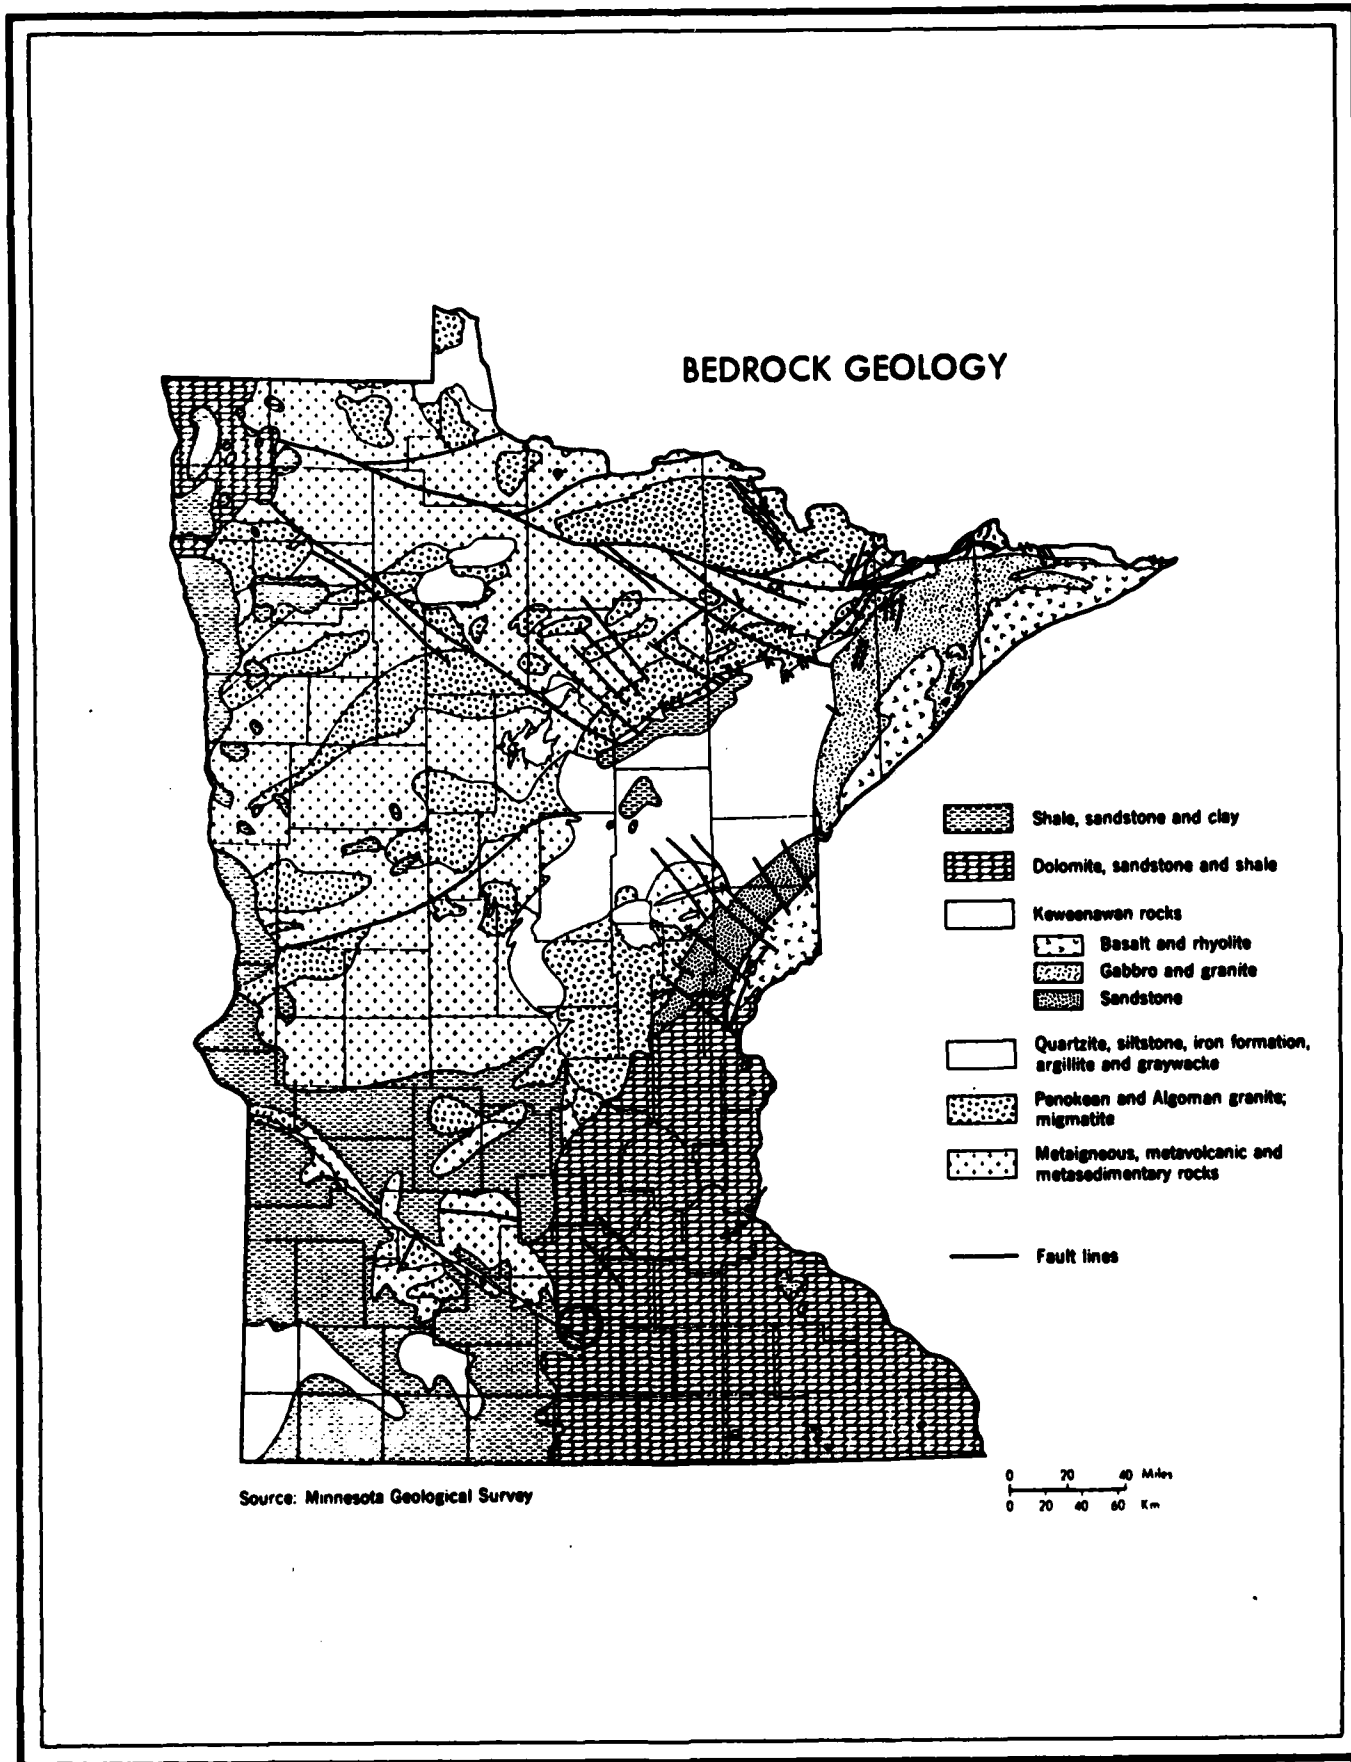 BEDROCK GEOLOGY
Shale, sandstone and clay
Dolomite, sandstone and shale
Keweenawan rocks
Basalt and rhyolite
Gabbro and granite
Sandstone
Quartzite, siltstone, iron formation,
argillite and graywacke
Penokean and Algoman granite;
migmatite
Metaigneous, metavolcanic and
metasedimentary rocks
Fault lines
0 20 40 Miles
0 20 40 60 Km
Source: Minnesota Geological Survey